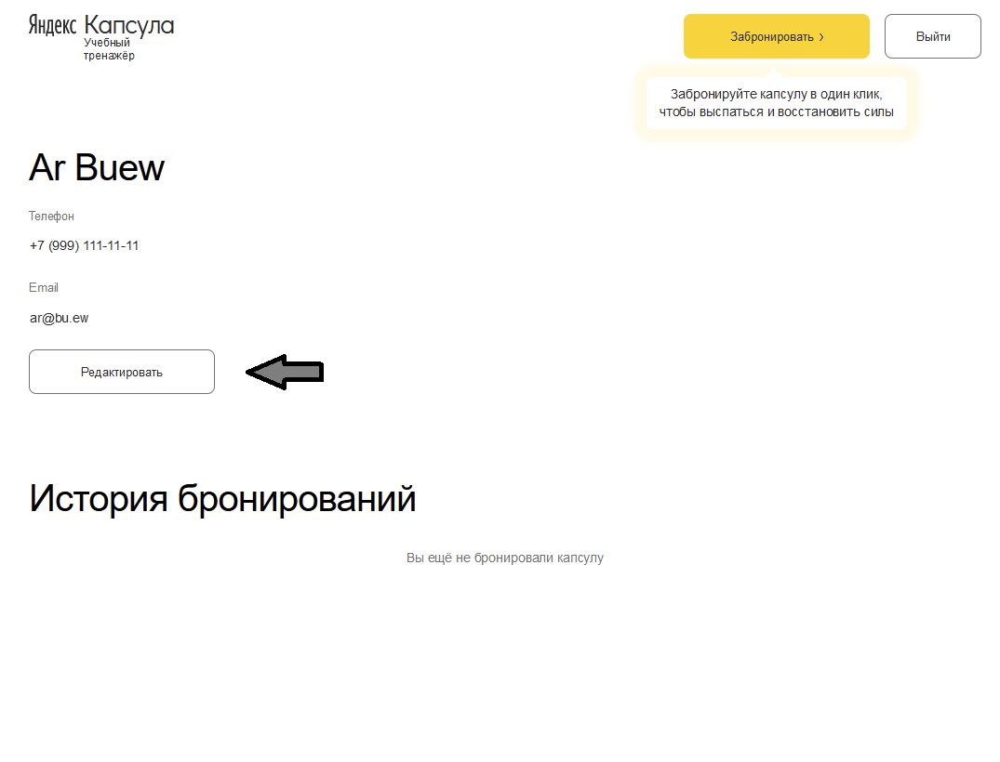 Яндекс Капсула
Учебный
тренажёр
Забронировать ›
Выйти
Забронируйте капсулу в один клик,
чтобы выспаться и восстановить силы
Ar Buew
Телефон
+7 (999) 111-11-11
Email
ar@bu.ew
Редактировать
История бронирований
Вы ещё не бронировали капсулу